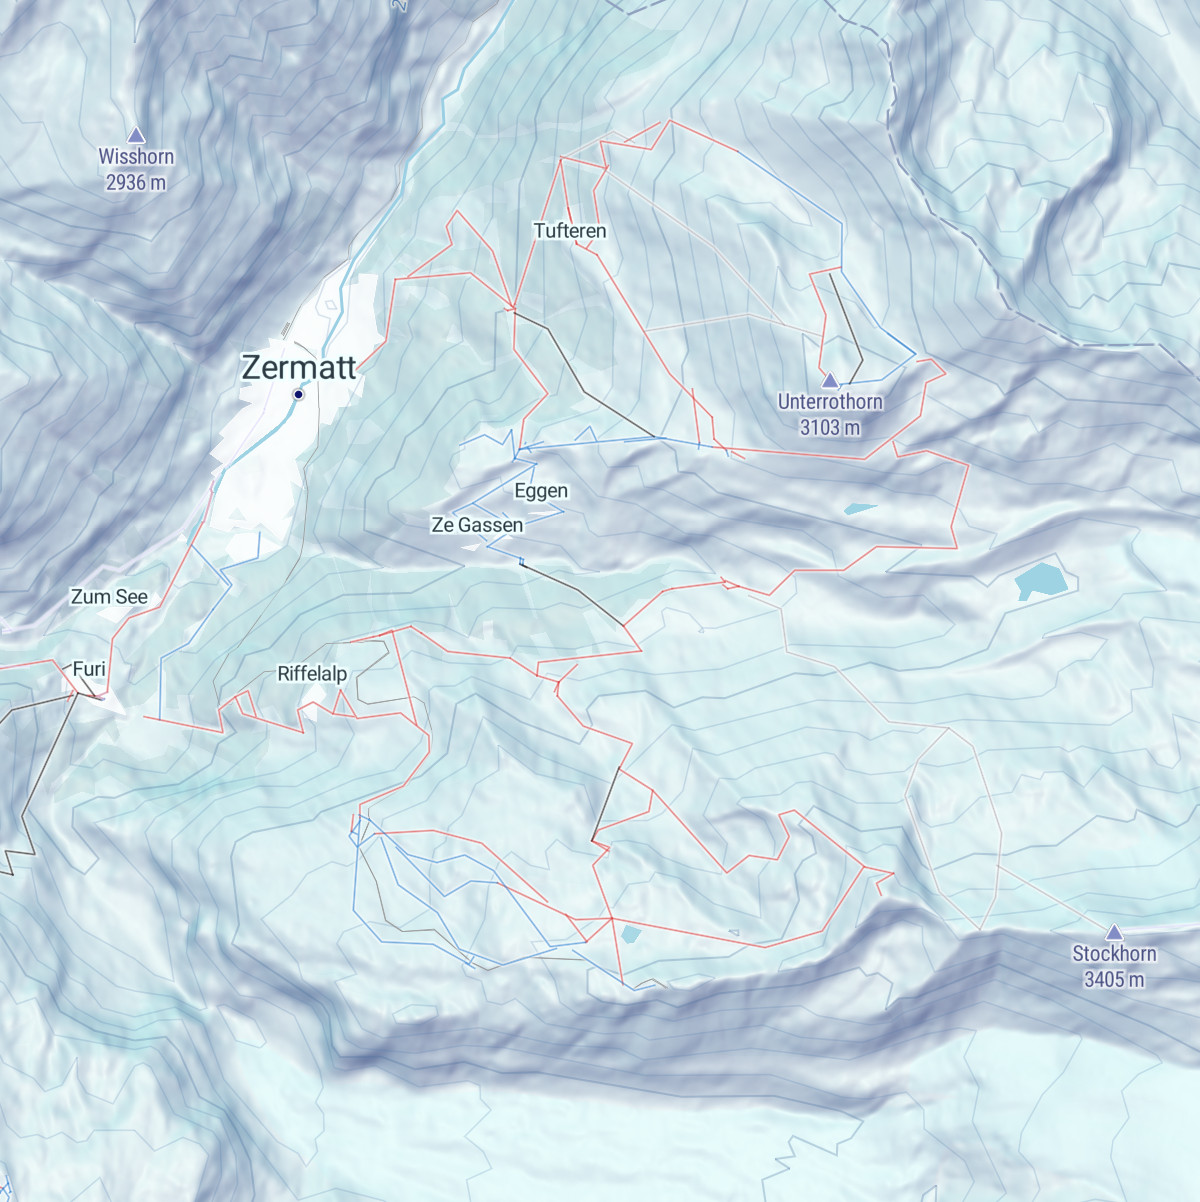 Wisshorn
2936 m
Tufteren
Zermatt
Unterrothorn
3103 m
Eggen
Ze Gassen
Zum See
Furi
Riffelalp
Stockhorn
3405 m